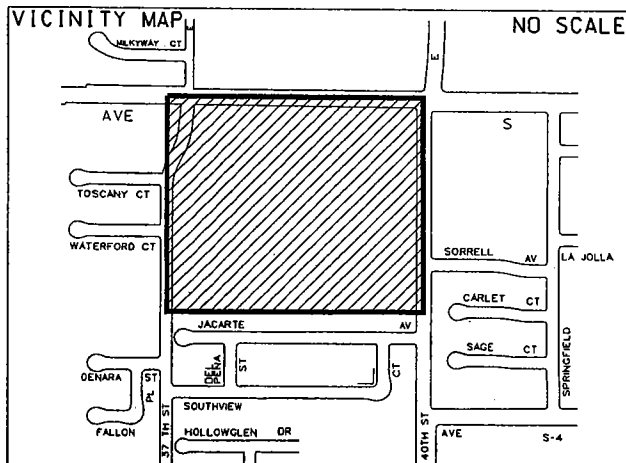 VICINITY MAP
NO SCALE
MILKYWAY CT
E
E
AVE
S
TOSCANY CT
WATERFORD CT
SORRELL AV
LA JOLLA
CARLET CT
JACARTE AV
SAGE CT
SPRINGFIELD
DEL PENA ST
CT
DENARA ST
PL
SOUTHVIEW
FALLON
37 TH ST
HOLLOWGLEN DR
40TH ST
AVE S-4